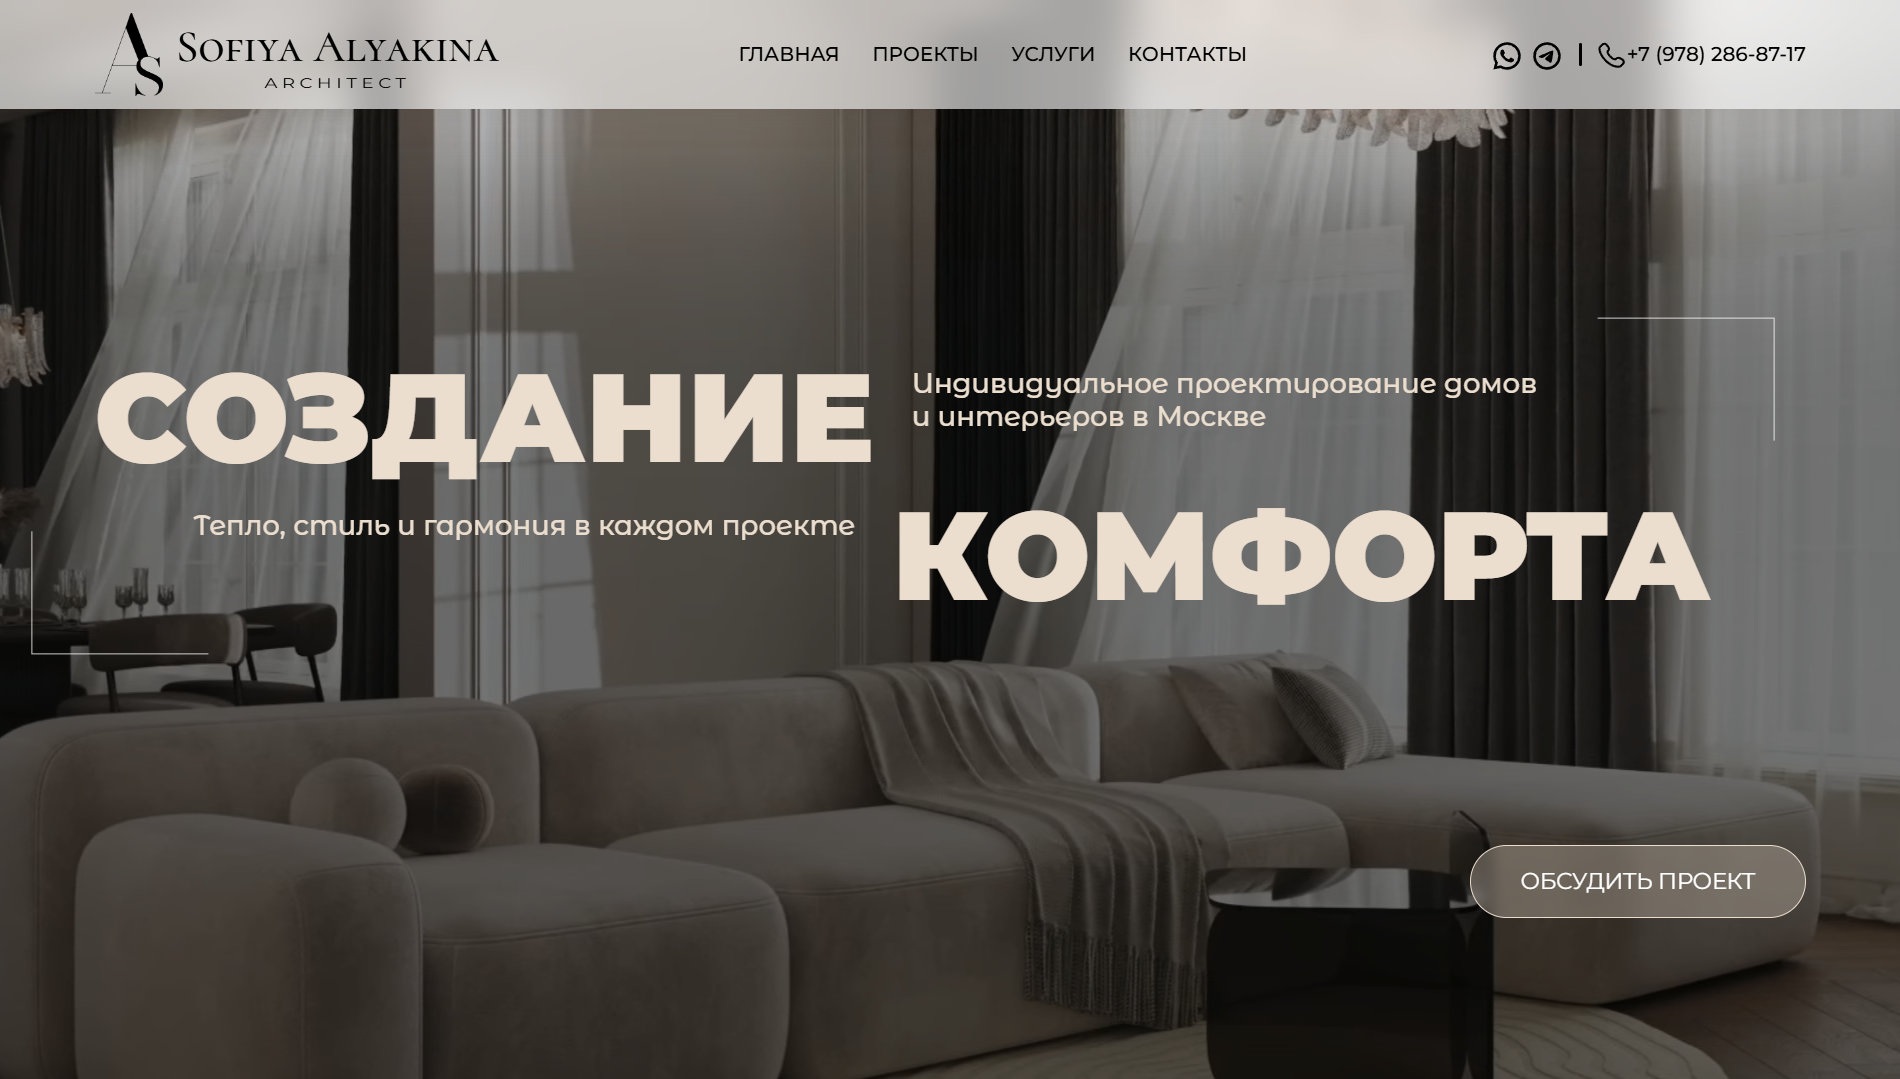 AS
SOFIYA ALYAKINA
ARCHITECT
ГЛАВНАЯ ПРОЕКТЫ УСЛУГИ КОНТАКТЫ
+7 (978) 286-87-17
СОЗДАНИЕ
Индивидуальное проектирование домов
и интерьеров в Москве
Тепло, стиль и гармония в каждом проекте
КОМФОРТА
ОБСУДИТЬ ПРОЕКТ